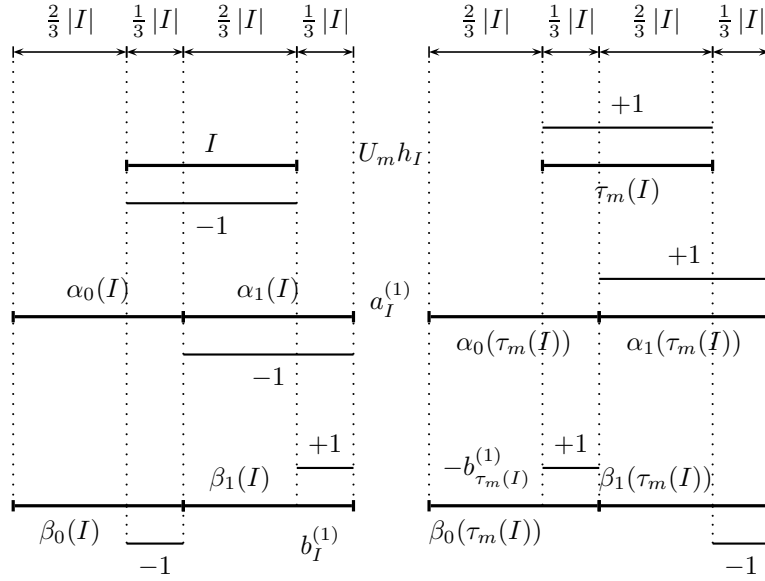 2/3 |I| 1/3 |I| 2/3 |I| 1/3 |I| 2/3 |I| 1/3 |I| 2/3 |I| 1/3 |I|
+1
I U_m h_I
τ_m(I)
−1
+1
α_0(I) α_1(I) a_I^{(1)}
α_0(τ_m(I)) α_1(τ_m(I))
−1
+1 −b_{τ_m(I)}^{(1)} +1
β_1(I) β_1(τ_m(I))
β_0(I) b_I^{(1)} β_0(τ_m(I))
−1 −1